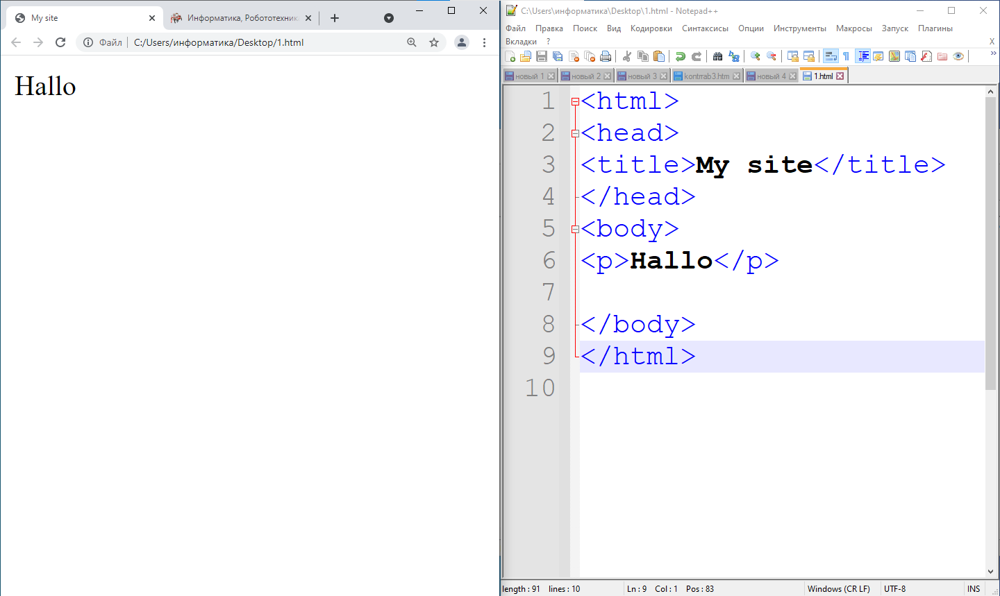 My site
Информатика, Робототехника
Файл
C:/Users/информатика/Desktop/1.html
Hallo
C:\Users\информатика\Desktop\1.html - Notepad++
Файл Правка Поиск Вид Кодировки Синтаксисы Опции Инструменты Макросы Запуск Плагины
Вкладки ? X
новый 1 новый 2 новый 3 kontrrab3.htm новый 4 1.html
1 <html>
2 <head>
3 <title>My site</title>
4 </head>
5 <body>
6 <p>Hallo</p>
7
8 </body>
9 </html>
10
length : 91 lines : 10 Ln : 9 Col : 1 Pos : 83 Windows (CR LF) UTF-8 INS